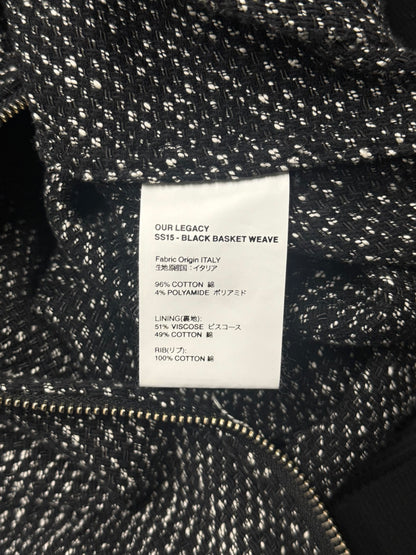 OUR LEGACY
SS15 - BLACK BASKET WEAVE
Fabric Origin ITALY
生地原産国：イタリア
96% COTTON 綿
4% POLYAMIDE ポリアミド
LINING(裏地):
51% VISCOSE ビスコース
49% COTTON 綿
RIB(リブ):
100% COTTON 綿